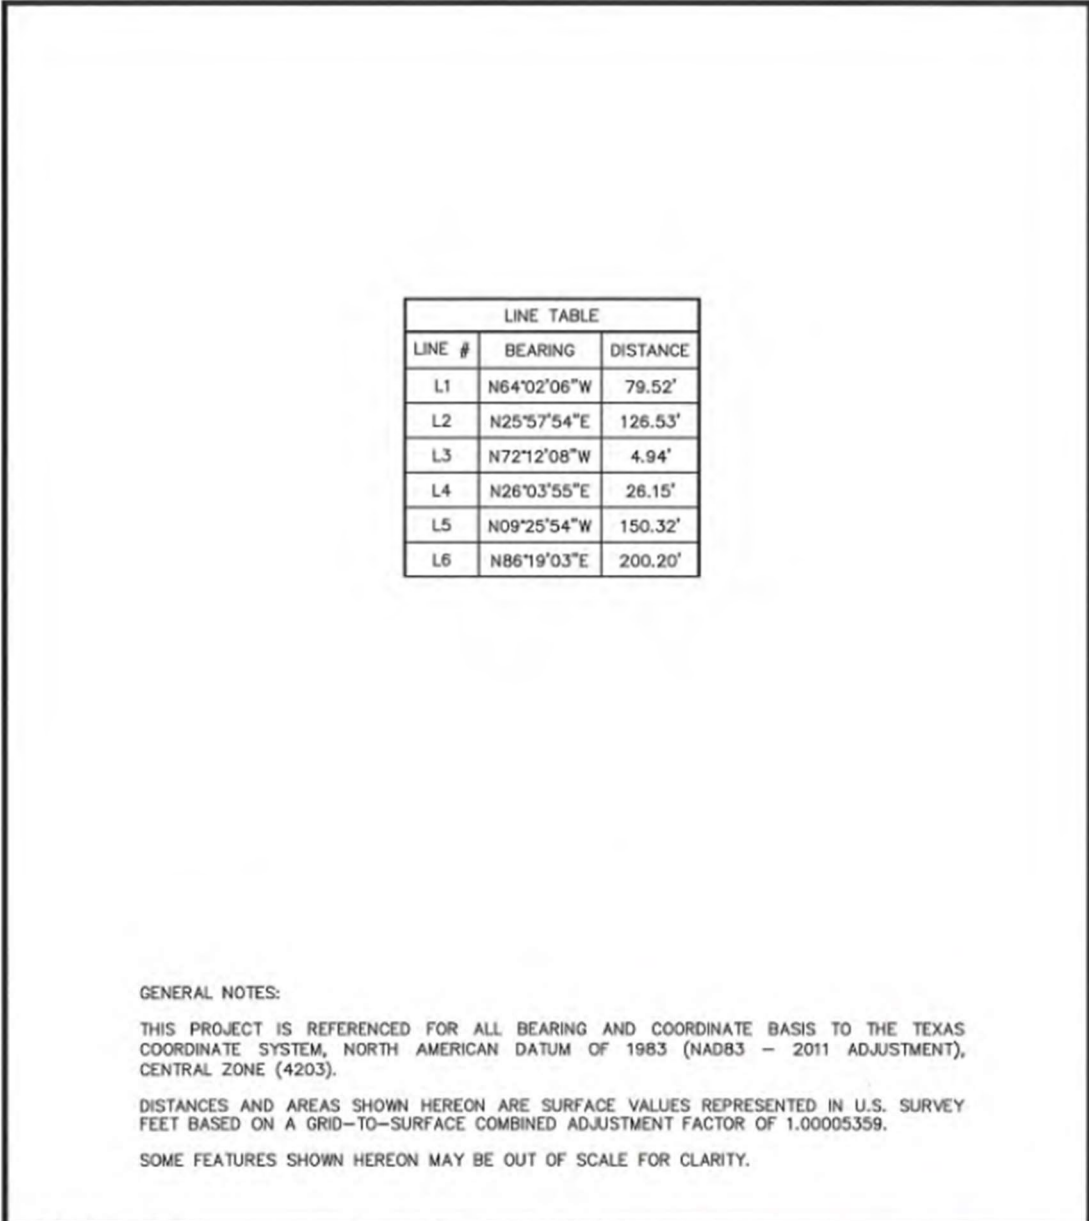 LINE TABLE
LINE # BEARING DISTANCE
L1 N64°02'06"W 79.52'
L2 N25°57'54"E 126.53'
L3 N72°12'08"W 4.94'
L4 N26°03'55"E 26.15'
L5 N09°25'54"W 150.32'
L6 N86°19'03"E 200.20'
GENERAL NOTES:
THIS PROJECT IS REFERENCED FOR ALL BEARING AND COORDINATE BASIS TO THE TEXAS
COORDINATE SYSTEM, NORTH AMERICAN DATUM OF 1983 (NAD83 – 2011 ADJUSTMENT),
CENTRAL ZONE (4203).
DISTANCES AND AREAS SHOWN HEREON ARE SURFACE VALUES REPRESENTED IN U.S. SURVEY
FEET BASED ON A GRID–TO–SURFACE COMBINED ADJUSTMENT FACTOR OF 1.00005359.
SOME FEATURES SHOWN HEREON MAY BE OUT OF SCALE FOR CLARITY.